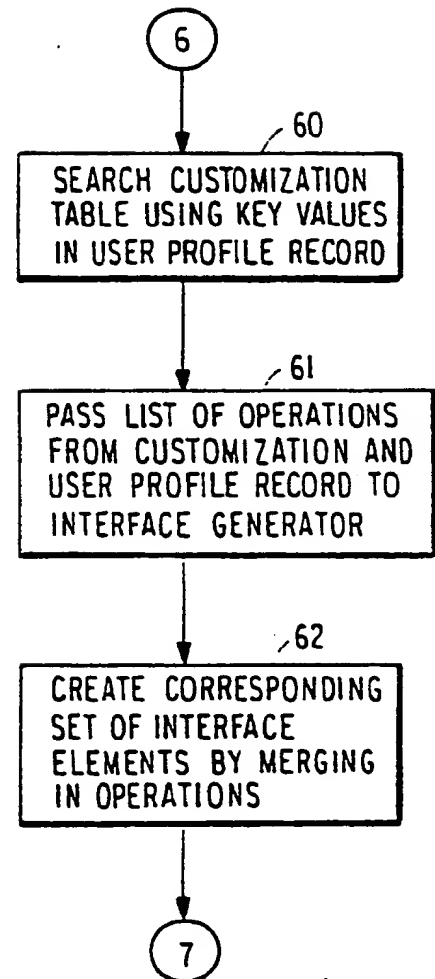 6
60
SEARCH CUSTOMIZATION
TABLE USING KEY VALUES
IN USER PROFILE RECORD
61
PASS LIST OF OPERATIONS
FROM CUSTOMIZATION AND
USER PROFILE RECORD TO
INTERFACE GENERATOR
62
CREATE CORRESPONDING
SET OF INTERFACE
ELEMENTS BY MERGING
IN OPERATIONS
7